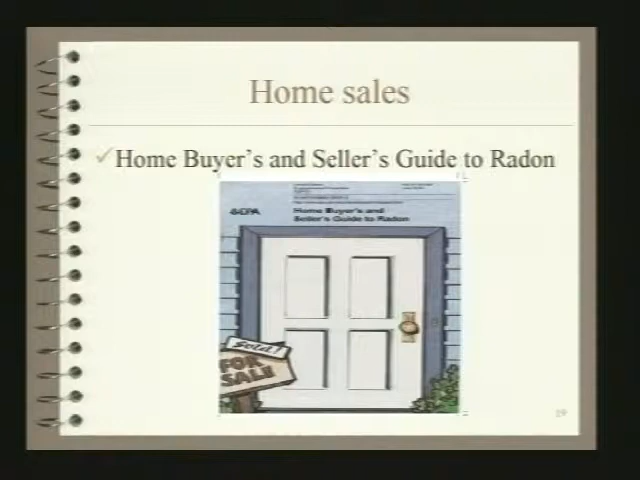 Home sales
✓Home Buyer's and Seller's Guide to Radon
EPA
Home Buyer's and
Seller's Guide to Radon
Sold!
FOR
SALE
19